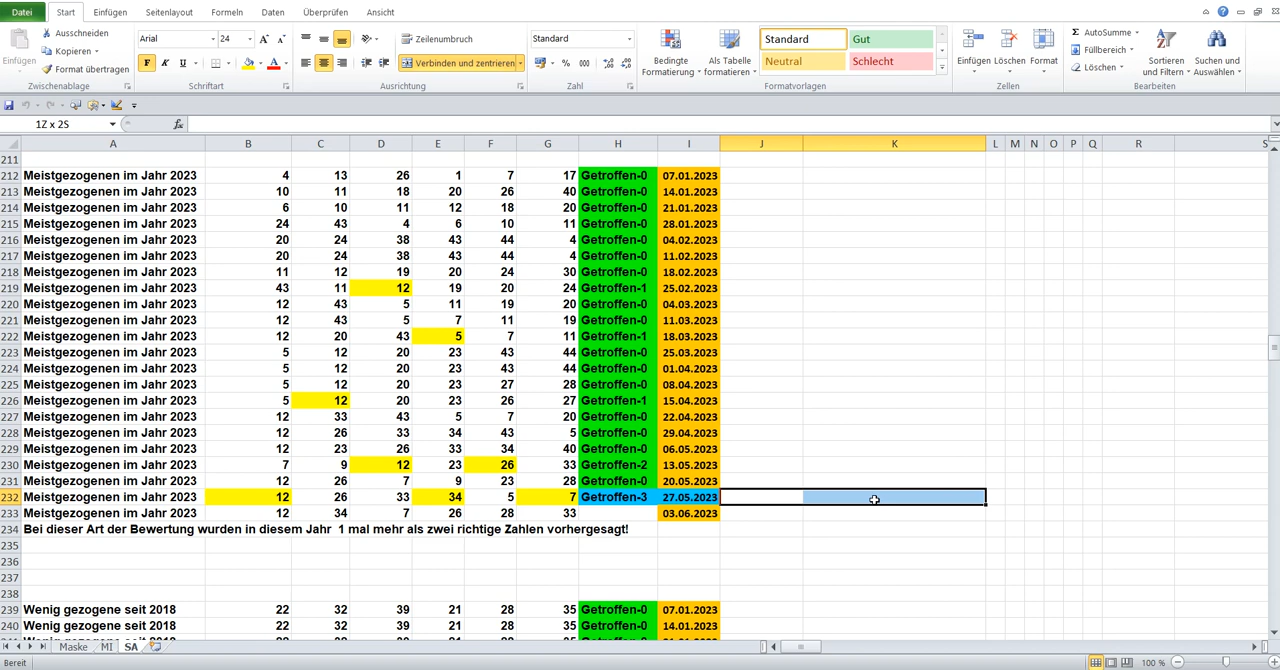 Datei Start Einfügen Seitenlayout Formeln Daten Überprüfen Ansicht
Ausschneiden
Kopieren
Format übertragen
Einfügen
Zwischenablage
Arial 24
F K U
Schriftart
Zeilenumbruch
Verbinden und zentrieren
Ausrichtung
Standard
% 000
Zahl
Bedingte Formatierung
Als Tabelle formatieren
Standard Gut
Neutral Schlecht
Formatvorlagen
Einfügen Löschen Format
Zellen
AutoSumme
Füllbereich
Löschen
Sortieren und Filtern
Suchen und Auswählen
Bearbeiten
1Z x 2S fx
A B C D E F G H I J K L M N O P Q R S
211
212 Meistgezogenen im Jahr 2023 4 13 26 1 7 17 Getroffen-0 07.01.2023
213 Meistgezogenen im Jahr 2023 10 11 18 20 26 40 Getroffen-0 14.01.2023
214 Meistgezogenen im Jahr 2023 6 10 11 12 18 20 Getroffen-0 21.01.2023
215 Meistgezogenen im Jahr 2023 24 43 4 6 10 11 Getroffen-0 28.01.2023
216 Meistgezogenen im Jahr 2023 20 24 38 43 44 4 Getroffen-0 04.02.2023
217 Meistgezogenen im Jahr 2023 20 24 38 43 44 4 Getroffen-0 11.02.2023
218 Meistgezogenen im Jahr 2023 11 12 19 20 24 30 Getroffen-0 18.02.2023
219 Meistgezogenen im Jahr 2023 43 11 12 19 20 24 Getroffen-1 25.02.2023
220 Meistgezogenen im Jahr 2023 12 43 5 11 19 20 Getroffen-0 04.03.2023
221 Meistgezogenen im Jahr 2023 12 43 5 7 11 19 Getroffen-0 11.03.2023
222 Meistgezogenen im Jahr 2023 12 20 43 5 7 11 Getroffen-1 18.03.2023
223 Meistgezogenen im Jahr 2023 5 12 20 23 43 44 Getroffen-0 25.03.2023
224 Meistgezogenen im Jahr 2023 5 12 20 23 43 44 Getroffen-0 01.04.2023
225 Meistgezogenen im Jahr 2023 5 12 20 23 27 28 Getroffen-0 08.04.2023
226 Meistgezogenen im Jahr 2023 5 12 20 23 26 27 Getroffen-1 15.04.2023
227 Meistgezogenen im Jahr 2023 12 33 43 5 7 20 Getroffen-0 22.04.2023
228 Meistgezogenen im Jahr 2023 12 26 33 34 43 5 Getroffen-0 29.04.2023
229 Meistgezogenen im Jahr 2023 12 23 26 33 34 40 Getroffen-0 06.05.2023
230 Meistgezogenen im Jahr 2023 7 9 12 23 26 33 Getroffen-2 13.05.2023
231 Meistgezogenen im Jahr 2023 12 26 7 9 23 28 Getroffen-0 20.05.2023
232 Meistgezogenen im Jahr 2023 12 26 33 34 5 7 Getroffen-3 27.05.2023
233 Meistgezogenen im Jahr 2023 12 34 7 26 28 33 03.06.2023
234 Bei dieser Art der Bewertung wurden in diesem Jahr 1 mal mehr als zwei richtige Zahlen vorhergesagt!
235
236
237
238
239 Wenig gezogene seit 2018 22 32 39 21 28 35 Getroffen-0 07.01.2023
240 Wenig gezogene seit 2018 22 32 39 21 28 35 Getroffen-0 14.01.2023
Maske MI SA
Bereit 100 %